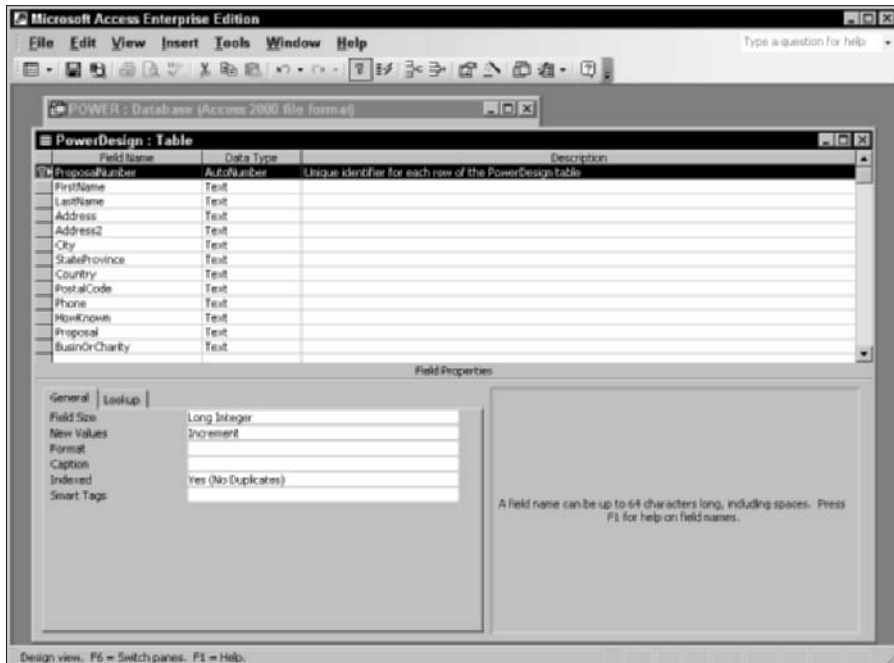 Microsoft Access Enterprise Edition
File Edit View Insert Tools Window Help
Type a question for help
POWER : Database (Access 2000 file format)
PowerDesign : Table
Field Name Data Type Description
ProposalNumber AutoNumber Unique identifier for each row of the PowerDesign table
FirstName Text
LastName Text
Address Text
Address2 Text
City Text
StateProvince Text
Country Text
PostalCode Text
Phone Text
HowKnown Text
Proposal Text
BusinOrCharity Text
Field Properties
General Lookup
Field Size Long Integer
New Values Increment
Format
Caption
Indexed Yes (No Duplicates)
Smart Tags
A field name can be up to 64 characters long, including spaces. Press
F1 for help on field names.
Design view. F6 = Switch panes. F1 = Help.